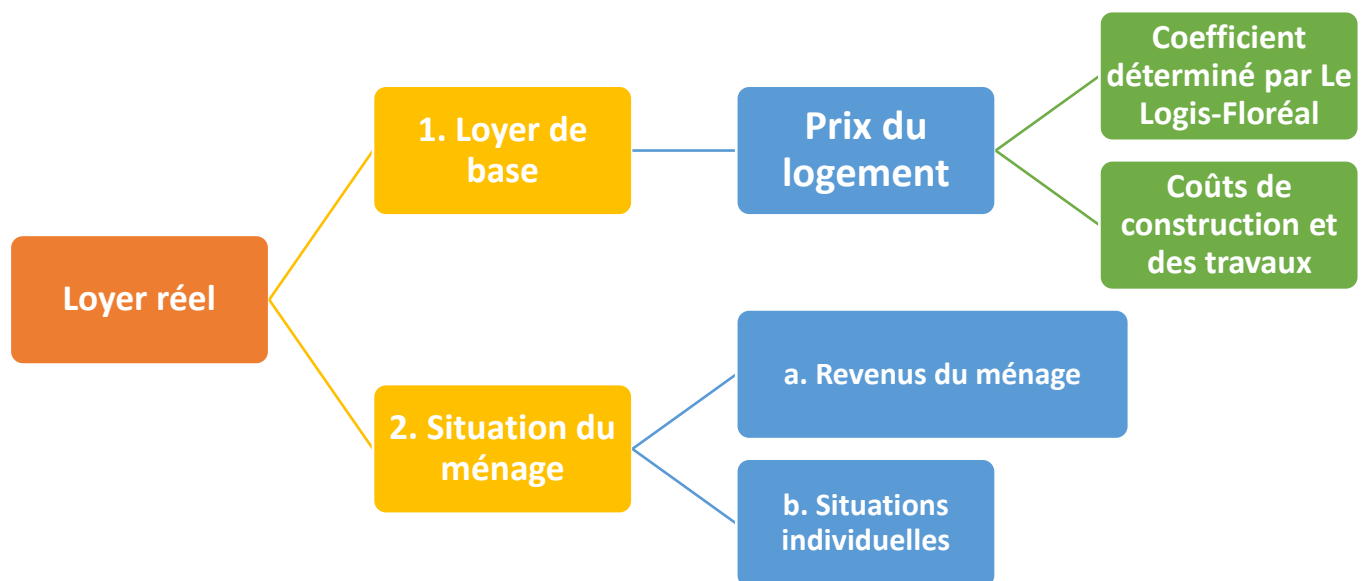 Loyer réel
1. Loyer de
base
Prix du
logement
Coefficient
déterminé par Le
Logis-Floréal
Coûts de
construction et
des travaux
2. Situation du
ménage
a. Revenus du ménage
b. Situations
individuelles